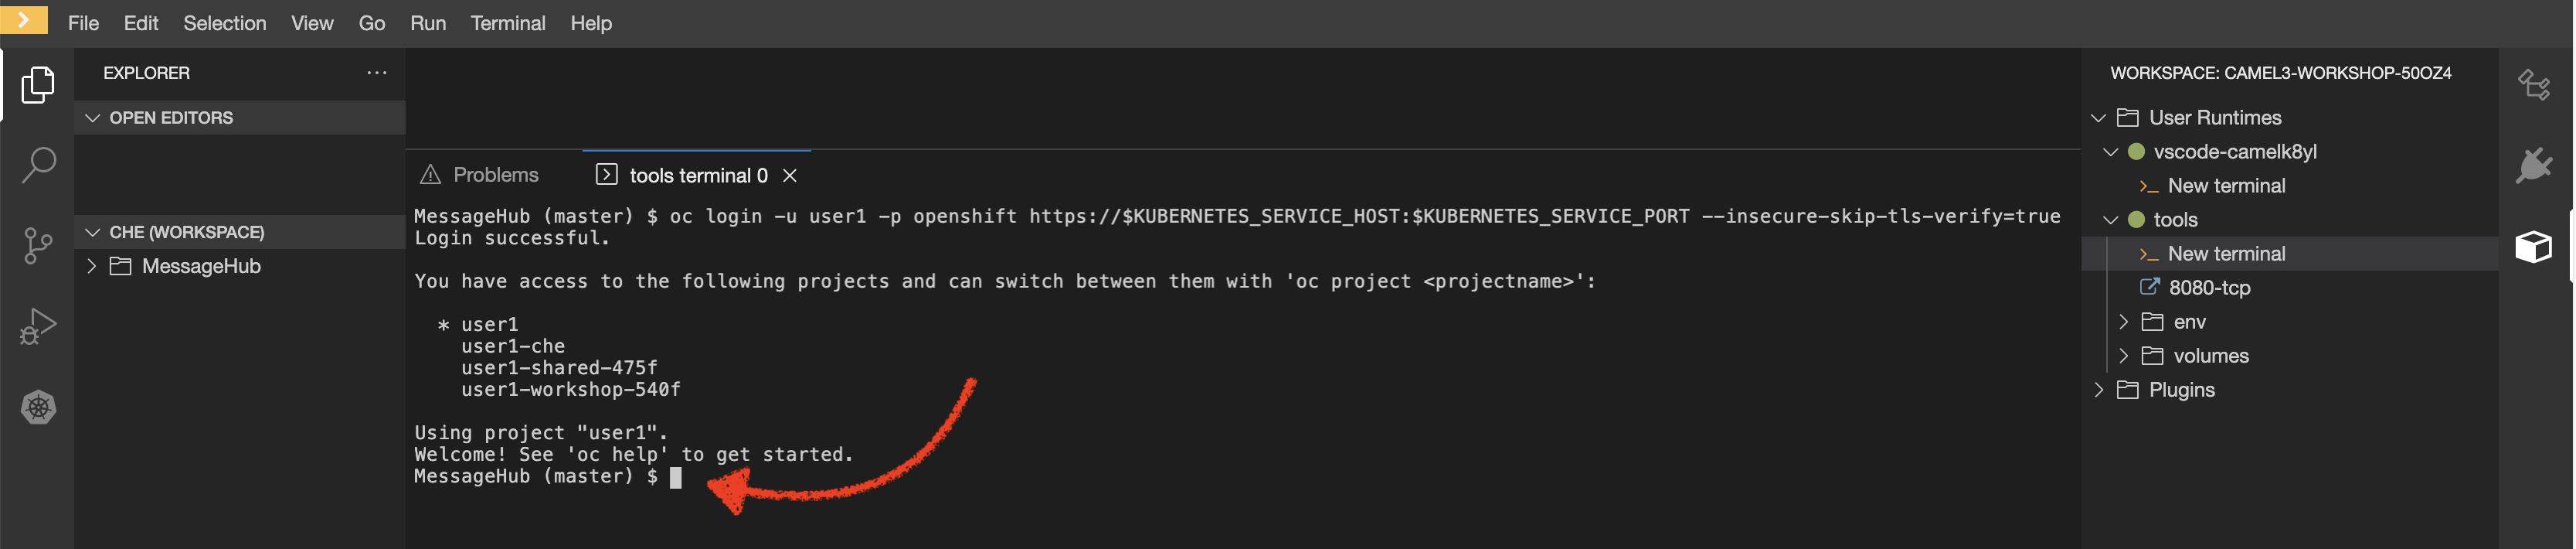 File Edit Selection View Go Run Terminal Help
EXPLORER
OPEN EDITORS
CHE (WORKSPACE)
MessageHub
Problems
tools terminal 0
MessageHub (master) $ oc login -u user1 -p openshift https://$KUBERNETES_SERVICE_HOST:$KUBERNETES_SERVICE_PORT --insecure-skip-tls-verify=true
Login successful.
You have access to the following projects and can switch between them with 'oc project <projectname>':
* user1
user1-che
user1-shared-475f
user1-workshop-540f
Using project "user1".
Welcome! See 'oc help' to get started.
MessageHub (master) $
WORKSPACE: CAMEL3-WORKSHOP-50OZ4
User Runtimes
vscode-camelk8yl
New terminal
tools
New terminal
8080-tcp
env
volumes
Plugins